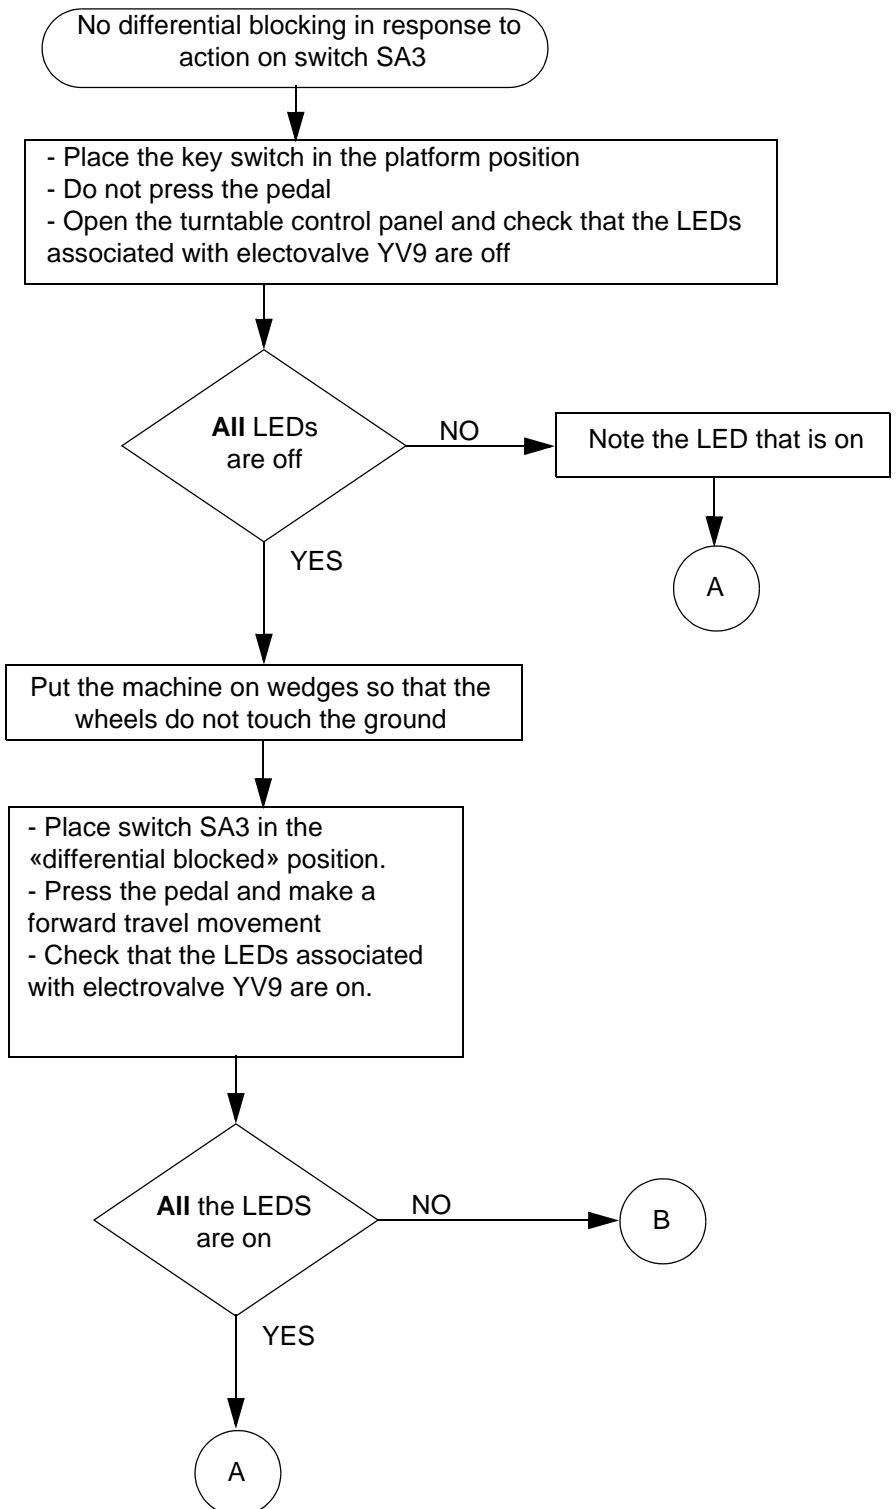 No differential blocking in response to
action on switch SA3
- Place the key switch in the platform position
- Do not press the pedal
- Open the turntable control panel and check that the LEDs
associated with electovalve YV9 are off
All LEDs
are off
NO
Note the LED that is on
YES
A
Put the machine on wedges so that the
wheels do not touch the ground
- Place switch SA3 in the
«differential blocked» position.
- Press the pedal and make a
forward travel movement
- Check that the LEDs associated
with electrovalve YV9 are on.
All the LEDS
are on
NO
B
YES
A